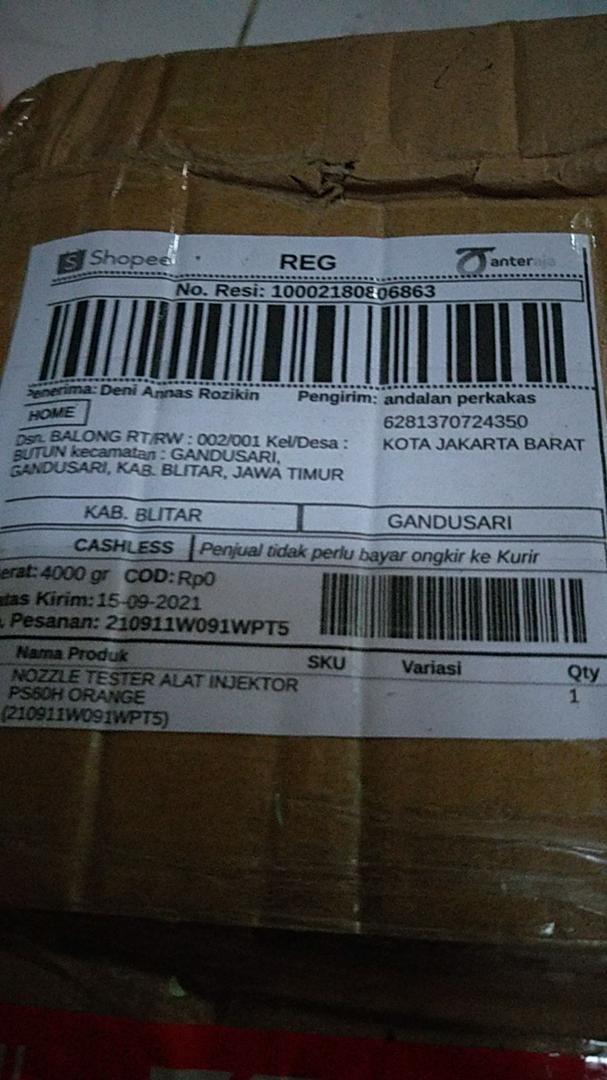 Shopee REG anteraja
No. Resi: 10002180806863
Penerima: Deni Annas Rozikin Pengirim: andalan perkakas
HOME 6281370724350
Dsn. BALONG RT/RW : 002/001 Kel/Desa : KOTA JAKARTA BARAT
BUTUN kecamatan : GANDUSARI,
GANDUSARI, KAB. BLITAR, JAWA TIMUR
KAB. BLITAR GANDUSARI
CASHLESS Penjual tidak perlu bayar ongkir ke Kurir
erat: 4000 gr COD: Rp0
tas Kirim: 15-09-2021
. Pesanan: 210911W091WPT5
Nama Produk SKU Variasi Qty
NOZZLE TESTER ALAT INJEKTOR 1
PS60H ORANGE
(210911W091WPT5)